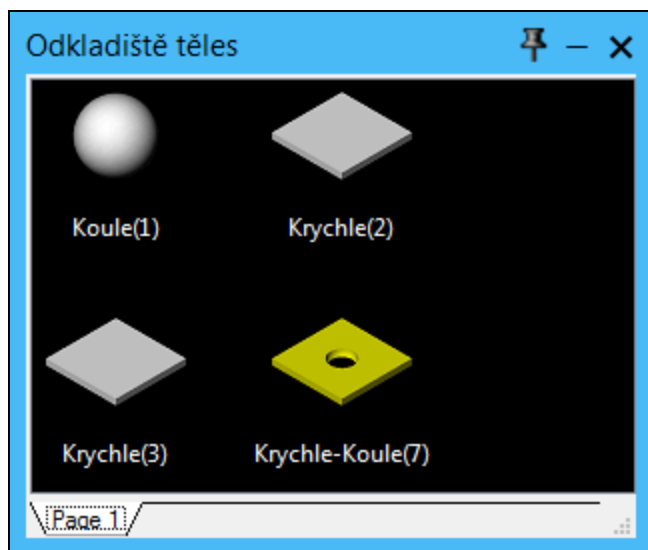 Odkladiště těles
Koule(1)
Krychle(2)
Krychle(3)
Krychle-Koule(7)
Page 1